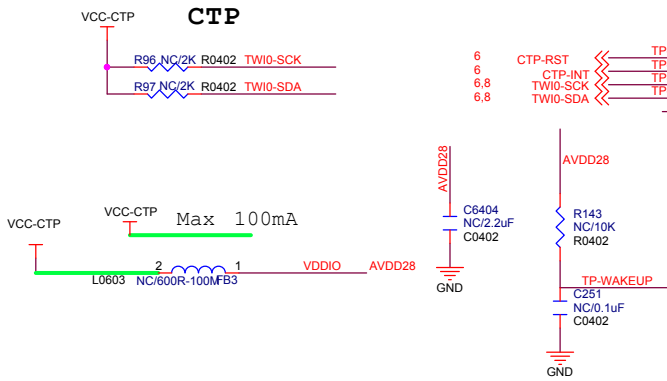 CTP
VCC-CTP
R96 NC/2K R0402 TWI0-SCK
R97 NC/2K R0402 TWI0-SDA
6 CTP-RST TP
6 CTP-INT TP
6,8 TWI0-SCK TP
6,8 TWI0-SDA TP
AVDD28
C6404
NC/2.2uF
C0402
GND
AVDD28
R143
NC/10K
R0402
TP-WAKEUP
C251
NC/0.1uF
C0402
GND
VCC-CTP
Max 100mA
VCC-CTP
2 1 VDDIO AVDD28
L0603 NC/600R-100M FB3